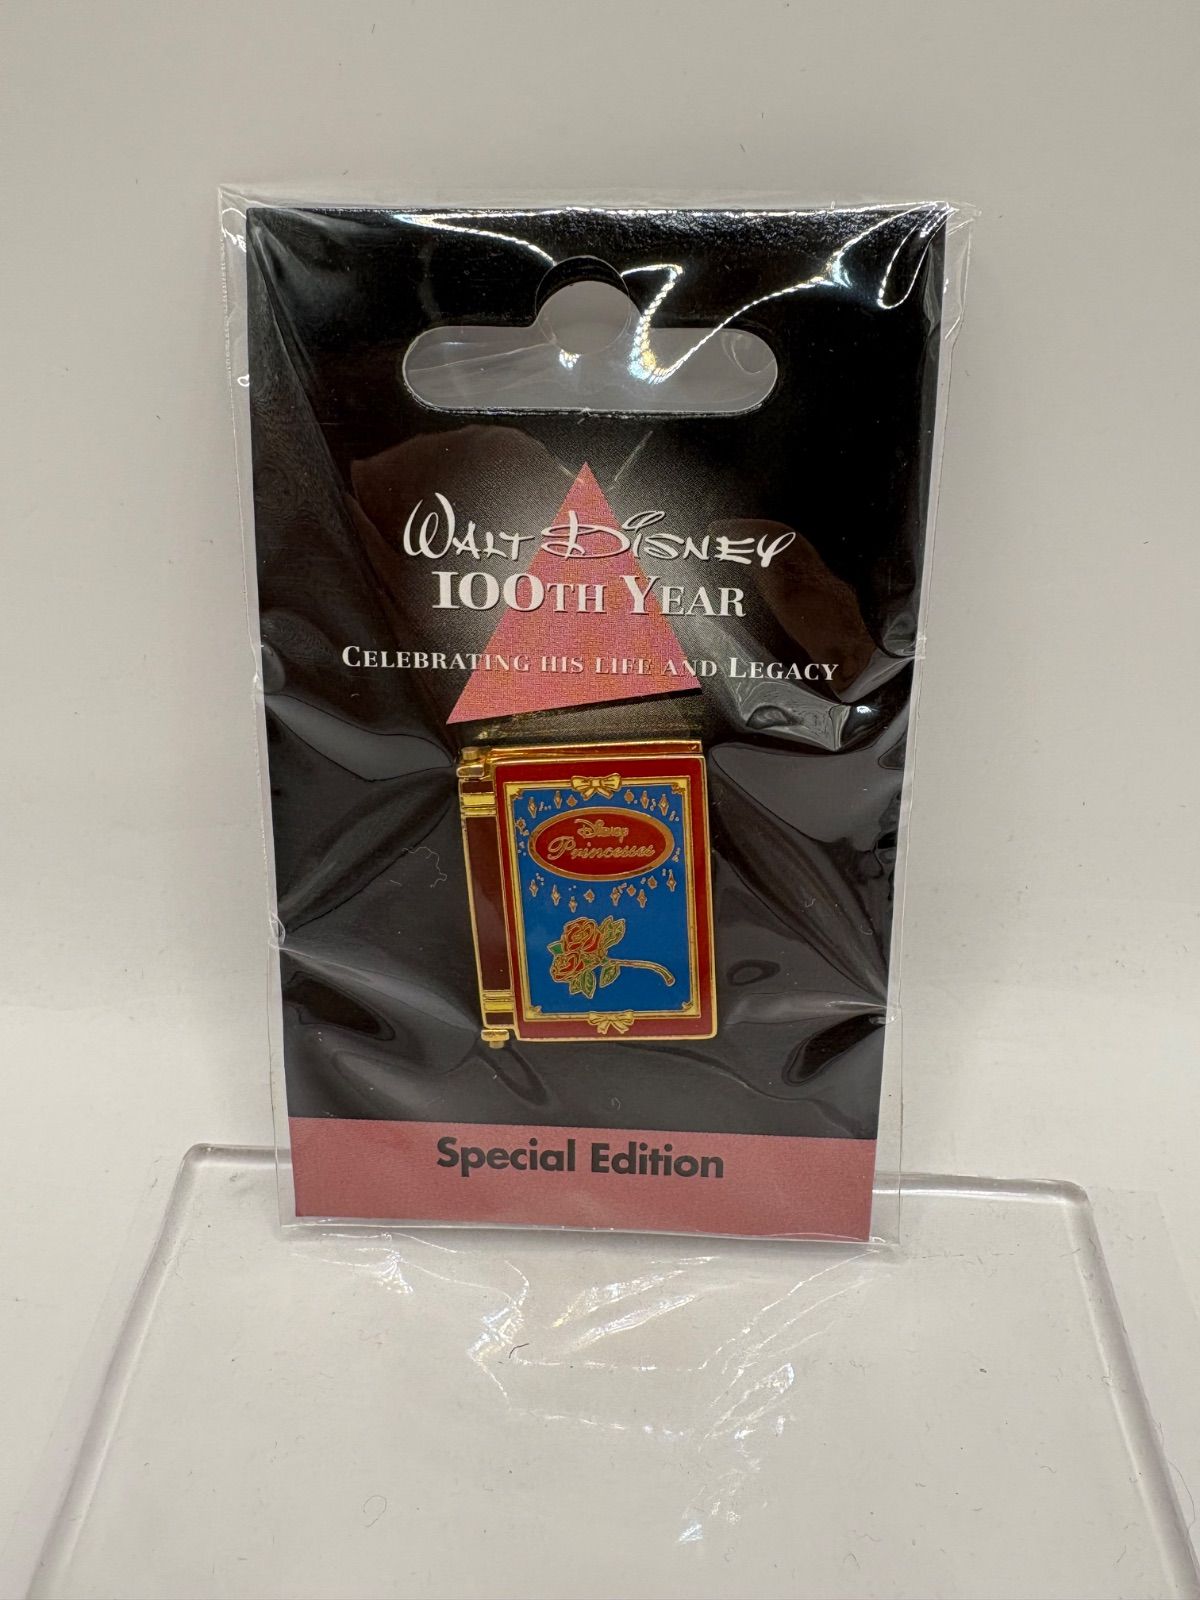 Walt Disney
100th Year
Celebrating his life and Legacy
Disney
Princesses
Special Edition